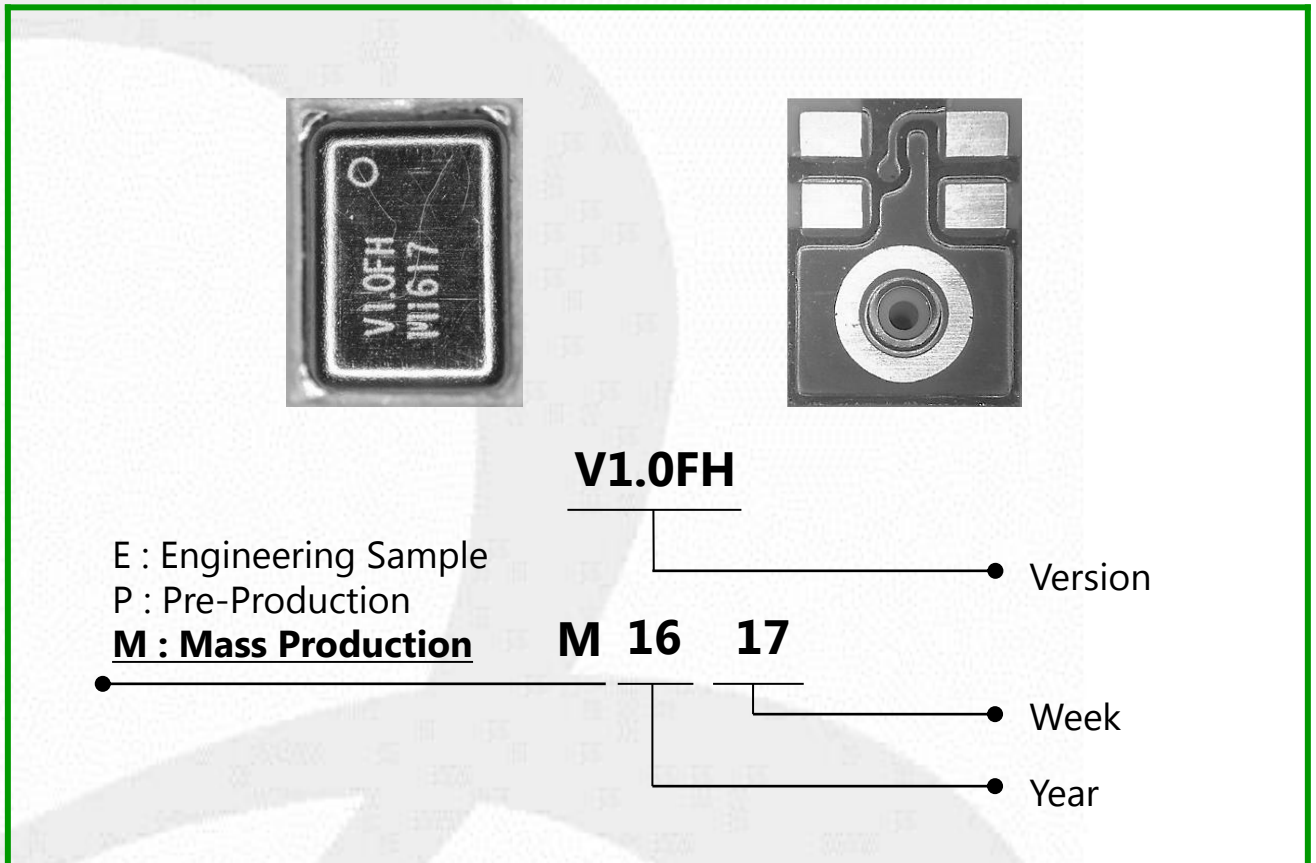 V1.0FH
M1617
V1.0FH
E : Engineering Sample
P : Pre-Production
M : Mass Production
M 16 17
Version
Week
Year